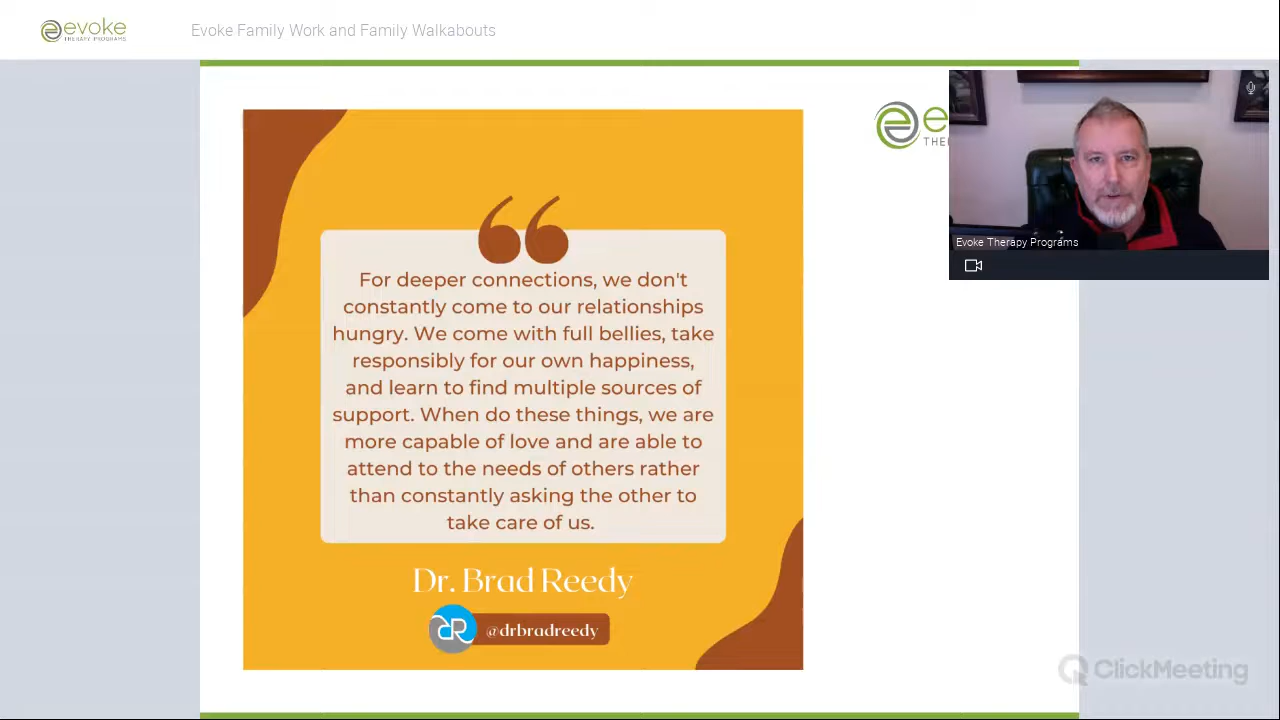 evoke
THERAPY PROGRAMS
Evoke Family Work and Family Walkabouts
e
THE
Evoke Therapy Programs
For deeper connections, we don't
constantly come to our relationships
hungry. We come with full bellies, take
responsibly for our own happiness,
and learn to find multiple sources of
support. When do these things, we are
more capable of love and are able to
attend to the needs of others rather
than constantly asking the other to
take care of us.
Dr. Brad Reedy
@drbradreedy
ClickMeeting